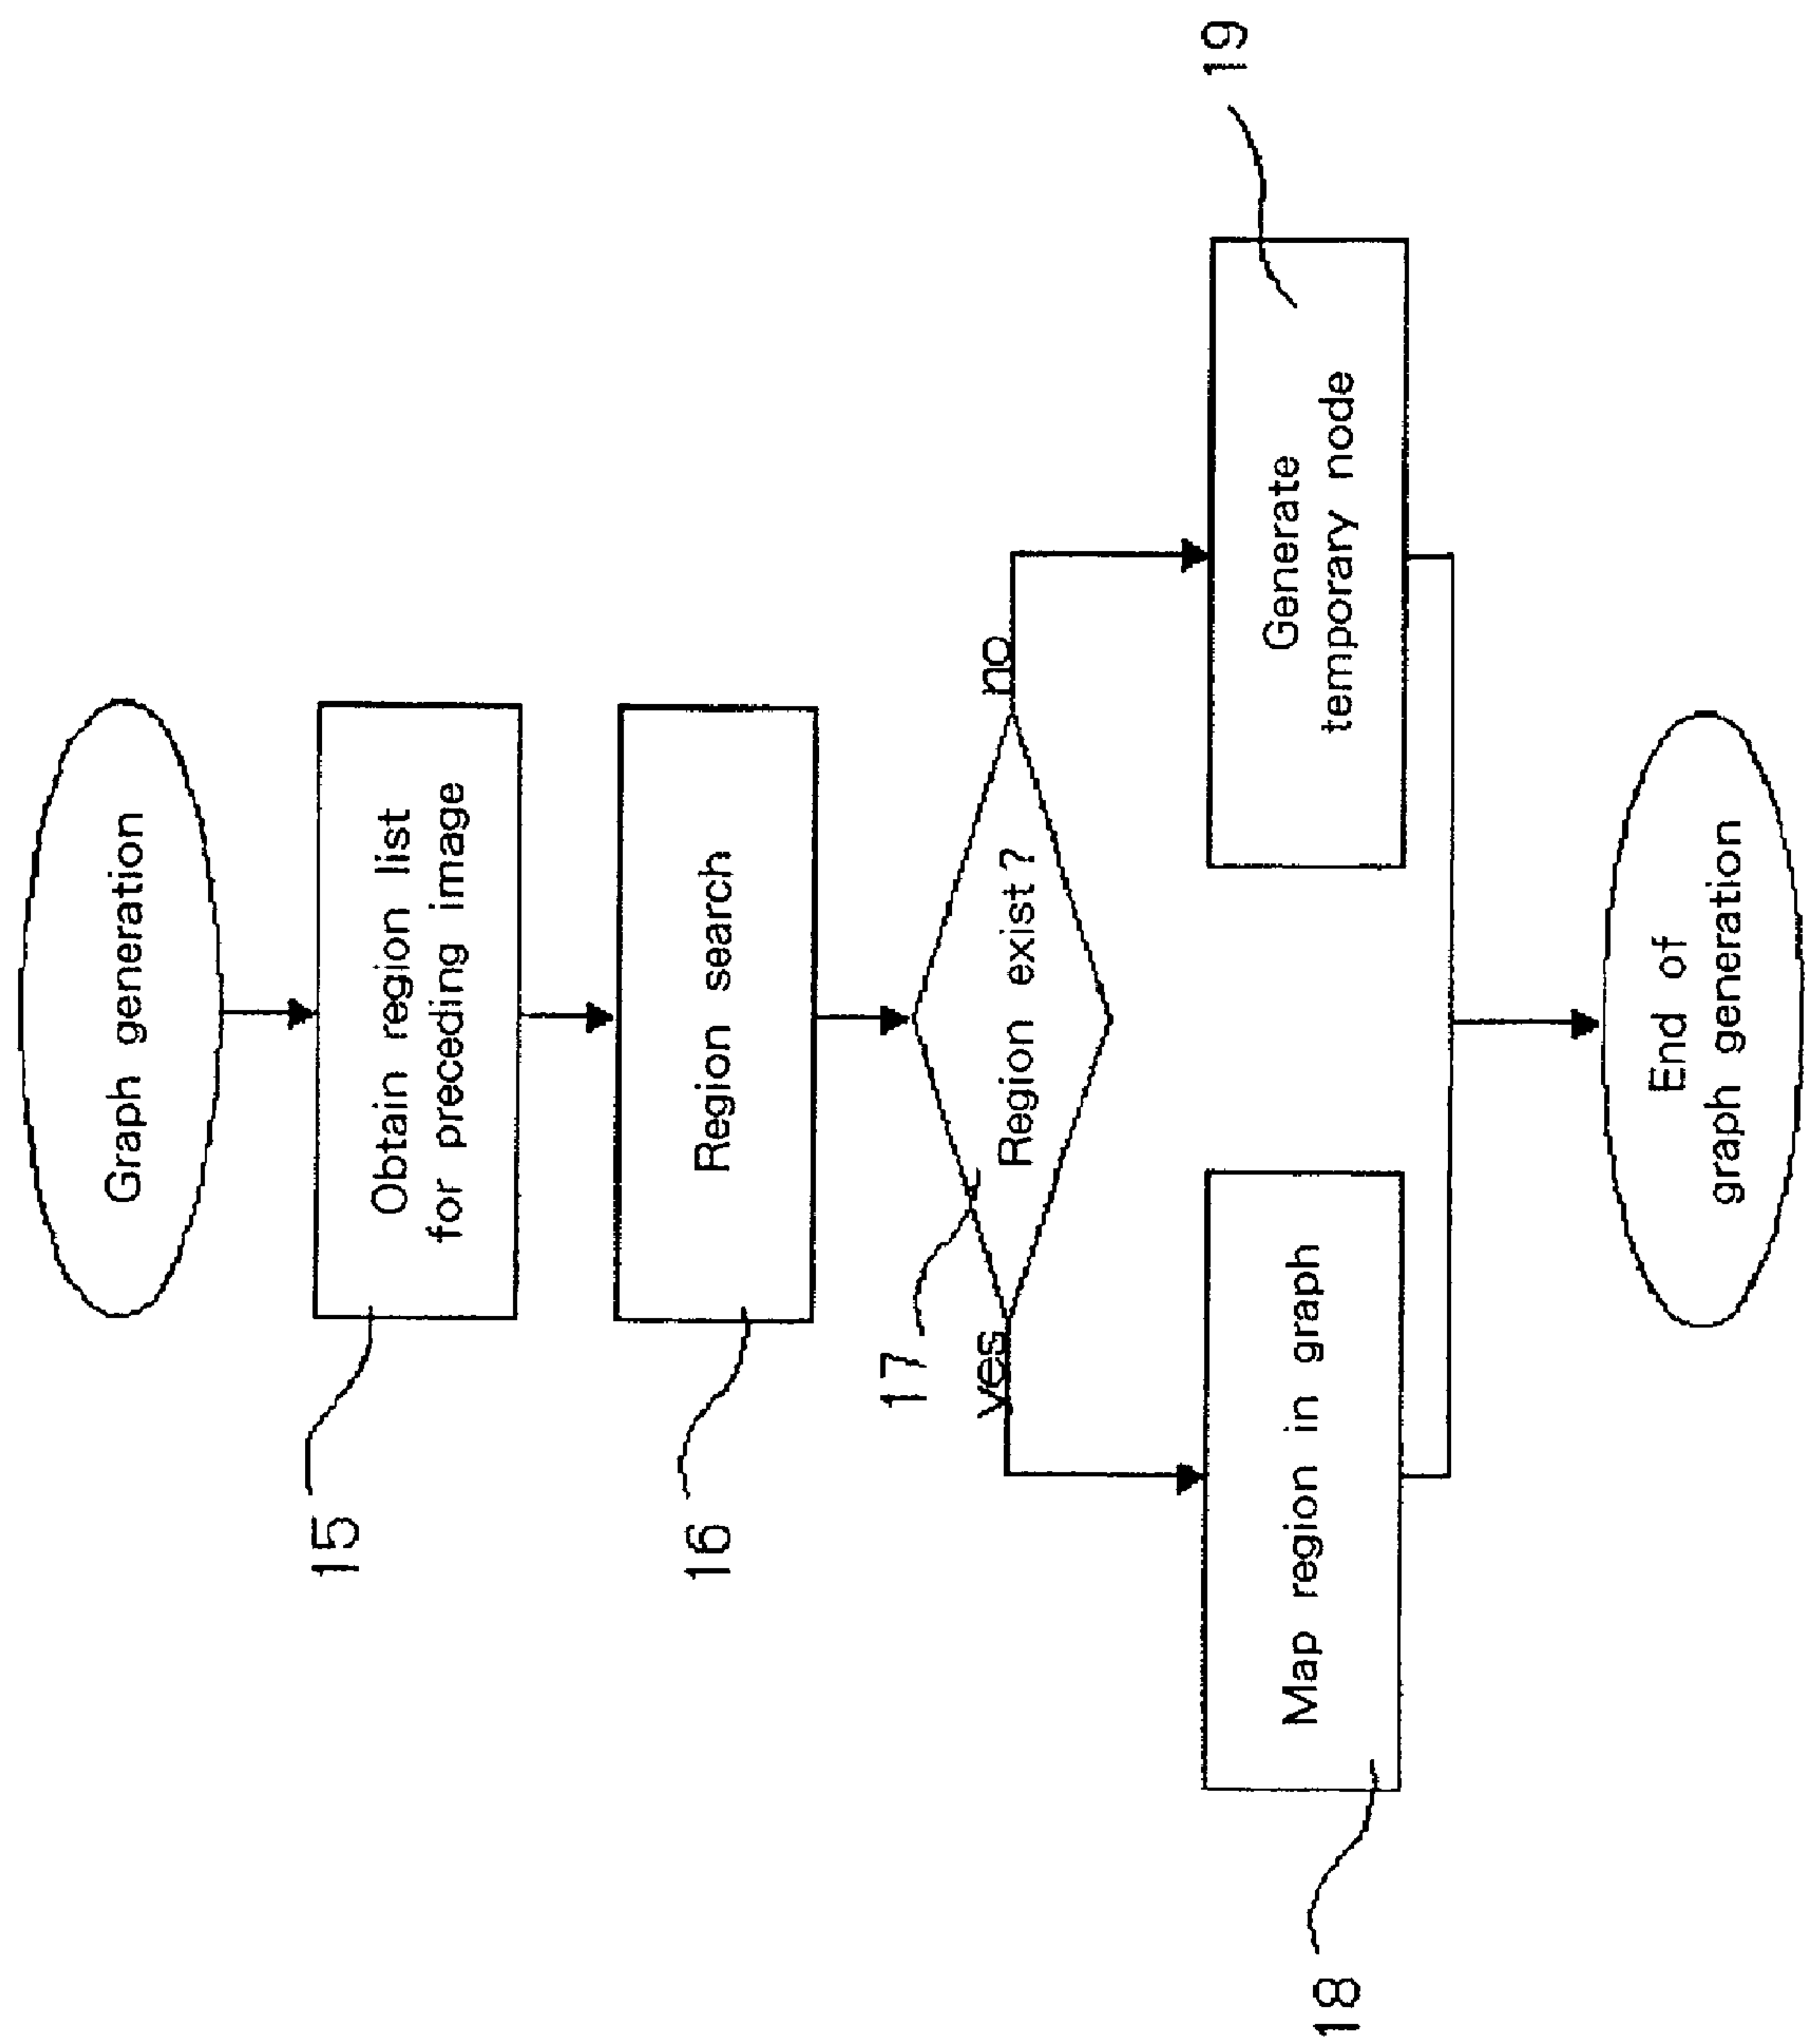 Graph generation
15
Obtain region list
for preceding image
16
Region search
17
Region exist?
yes
no
18
Map region in graph
19
Generate
temporary node
End of
graph generation